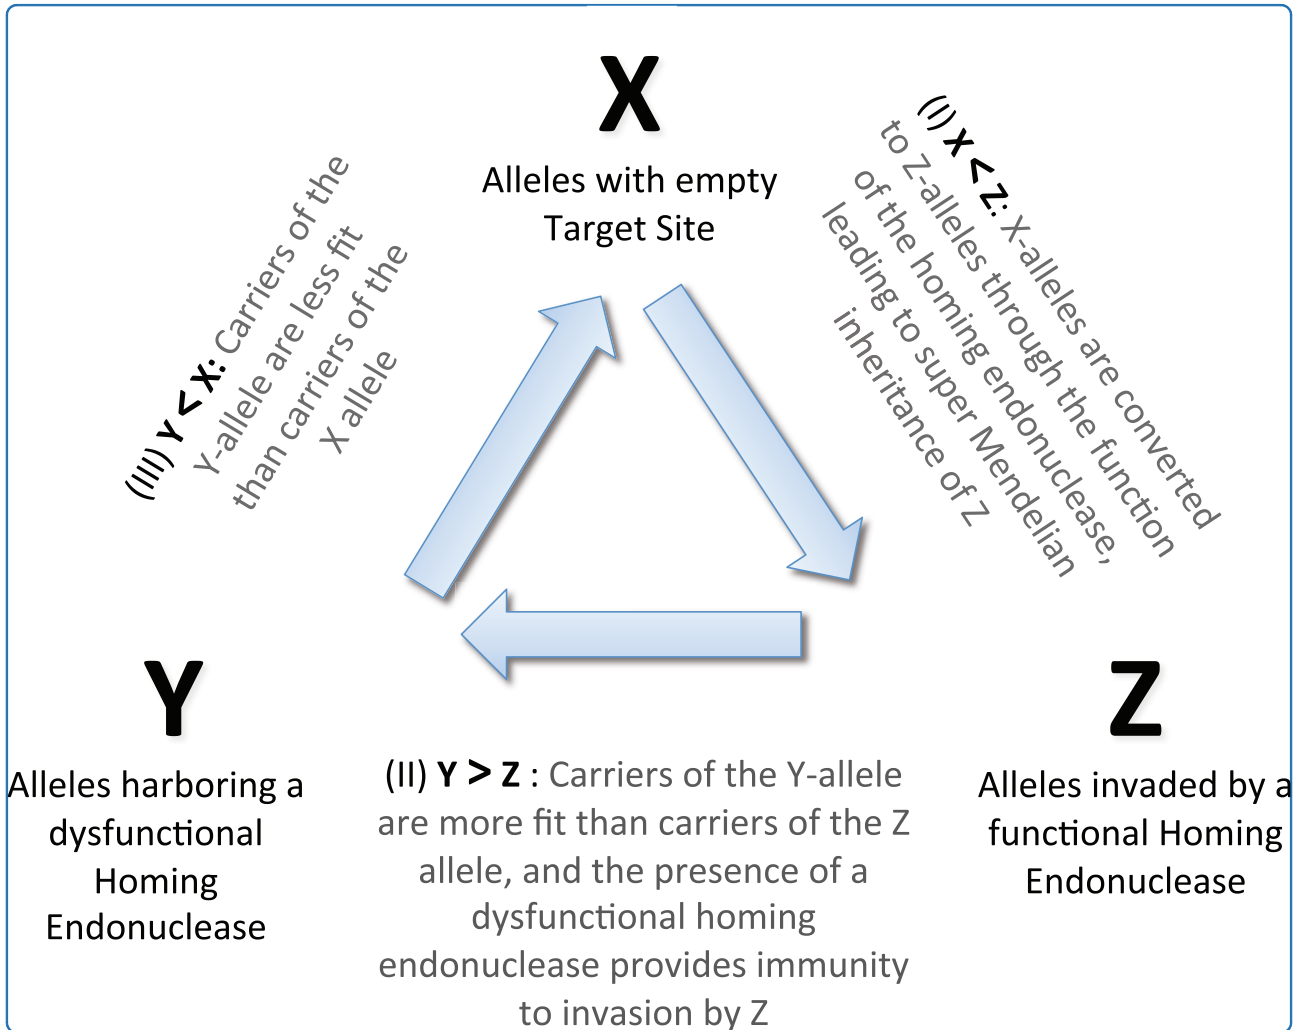 X
Alleles with empty
Target Site
(I) X < Z: X-alleles are converted
to Z-alleles through the function
of the homing endonuclease,
leading to super Mendelian
inheritance of Z
(III) Y < X: Carriers of the
Y-allele are less fit
than carriers of the
X allele
Y
Alleles harboring a
dysfunctional
Homing
Endonuclease
(II) Y > Z : Carriers of the Y-allele
are more fit than carriers of the Z
allele, and the presence of a
dysfunctional homing
endonuclease provides immunity
to invasion by Z
Z
Alleles invaded by a
functional Homing
Endonuclease